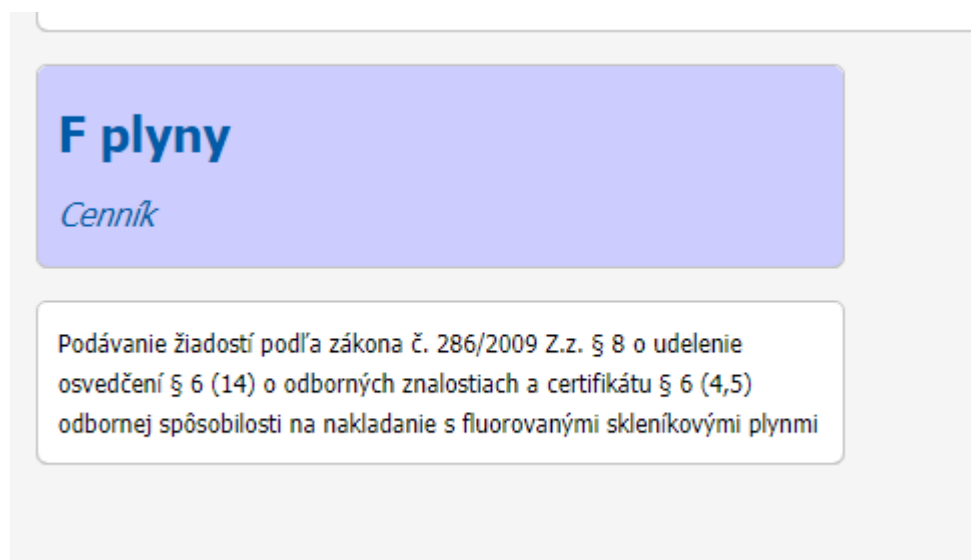 F plyny
Cenník
Podávanie žiadostí podľa zákona č. 286/2009 Z.z. § 8 o udelenie
osvedčení § 6 (14) o odborných znalostiach a certifikátu § 6 (4,5)
odbornej spôsobilosti na nakladanie s fluorovanými skleníkovými plynmi